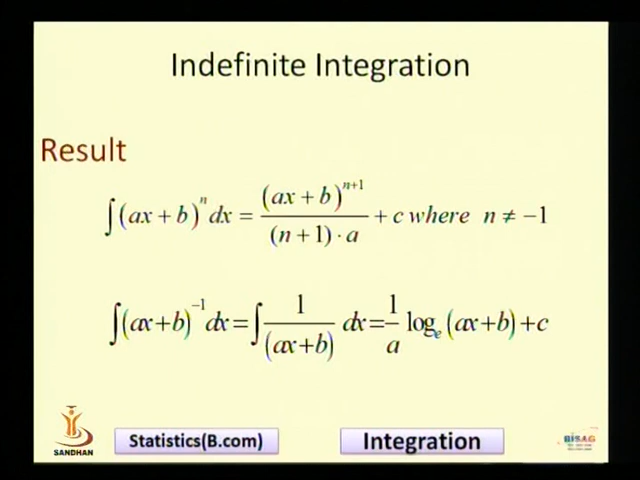 Indefinite Integration
Result
∫(ax + b)ⁿ dx = (ax + b)ⁿ⁺¹ / (n + 1) · a + c where n ≠ −1
∫(ax+b)⁻¹ dx = ∫ 1/(ax+b) dx = 1/a logₑ (ax+b) + c
SANDHAN
Statistics(B.com)
Integration
BISAG